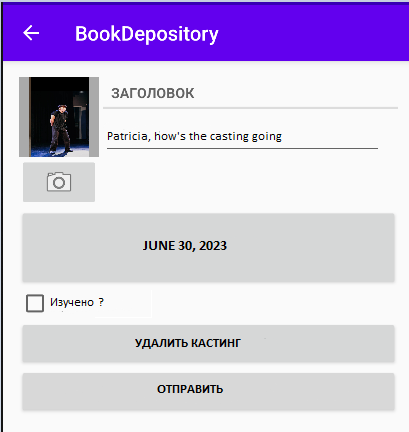 BookDepository
ЗАГОЛОВОК
Patricia, how's the casting going
JUNE 30, 2023
Изучено ?
УДАЛИТЬ КАСТИНГ
ОТПРАВИТЬ